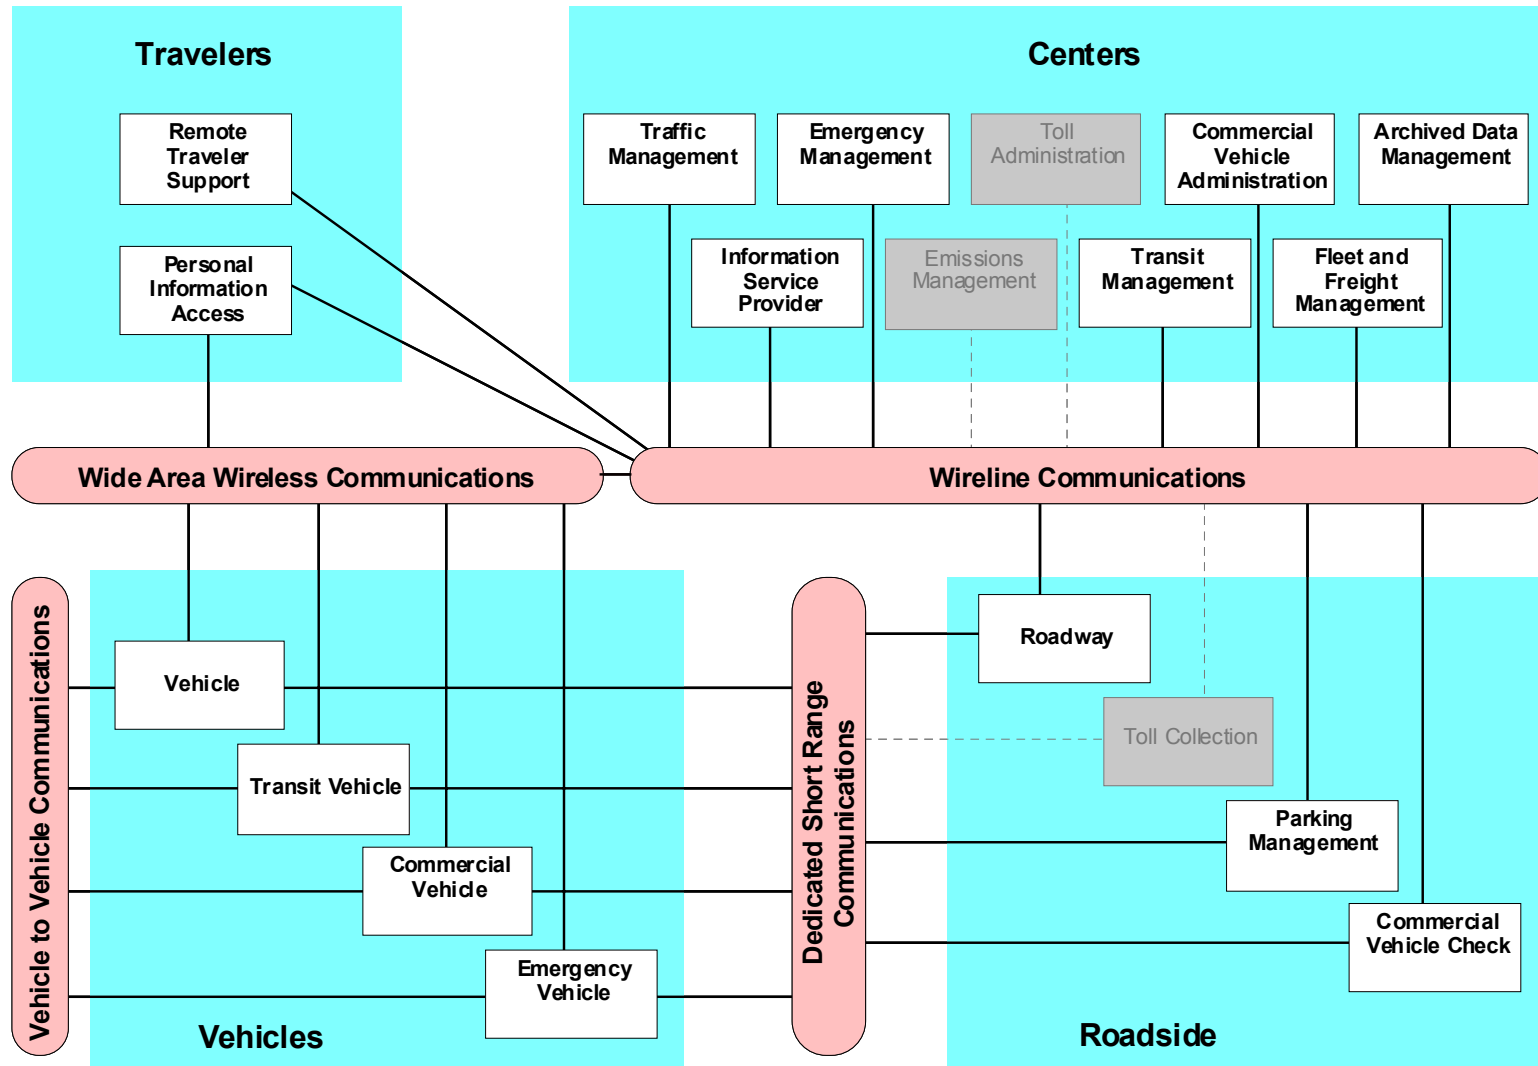 Travelers
Remote
Traveler
Support
Personal
Information
Access
Centers
Traffic
Management
Emergency
Management
Toll
Administration
Commercial
Vehicle
Administration
Archived Data
Management
Information
Service
Provider
Emissions
Management
Transit
Management
Fleet and
Freight
Management
Wide Area Wireless Communications
Wireline Communications
Vehicle to Vehicle Communications
Vehicle
Transit Vehicle
Commercial
Vehicle
Emergency
Vehicle
Vehicles
Dedicated Short Range
Communications
Roadway
Toll Collection
Parking
Management
Commercial
Vehicle Check
Roadside